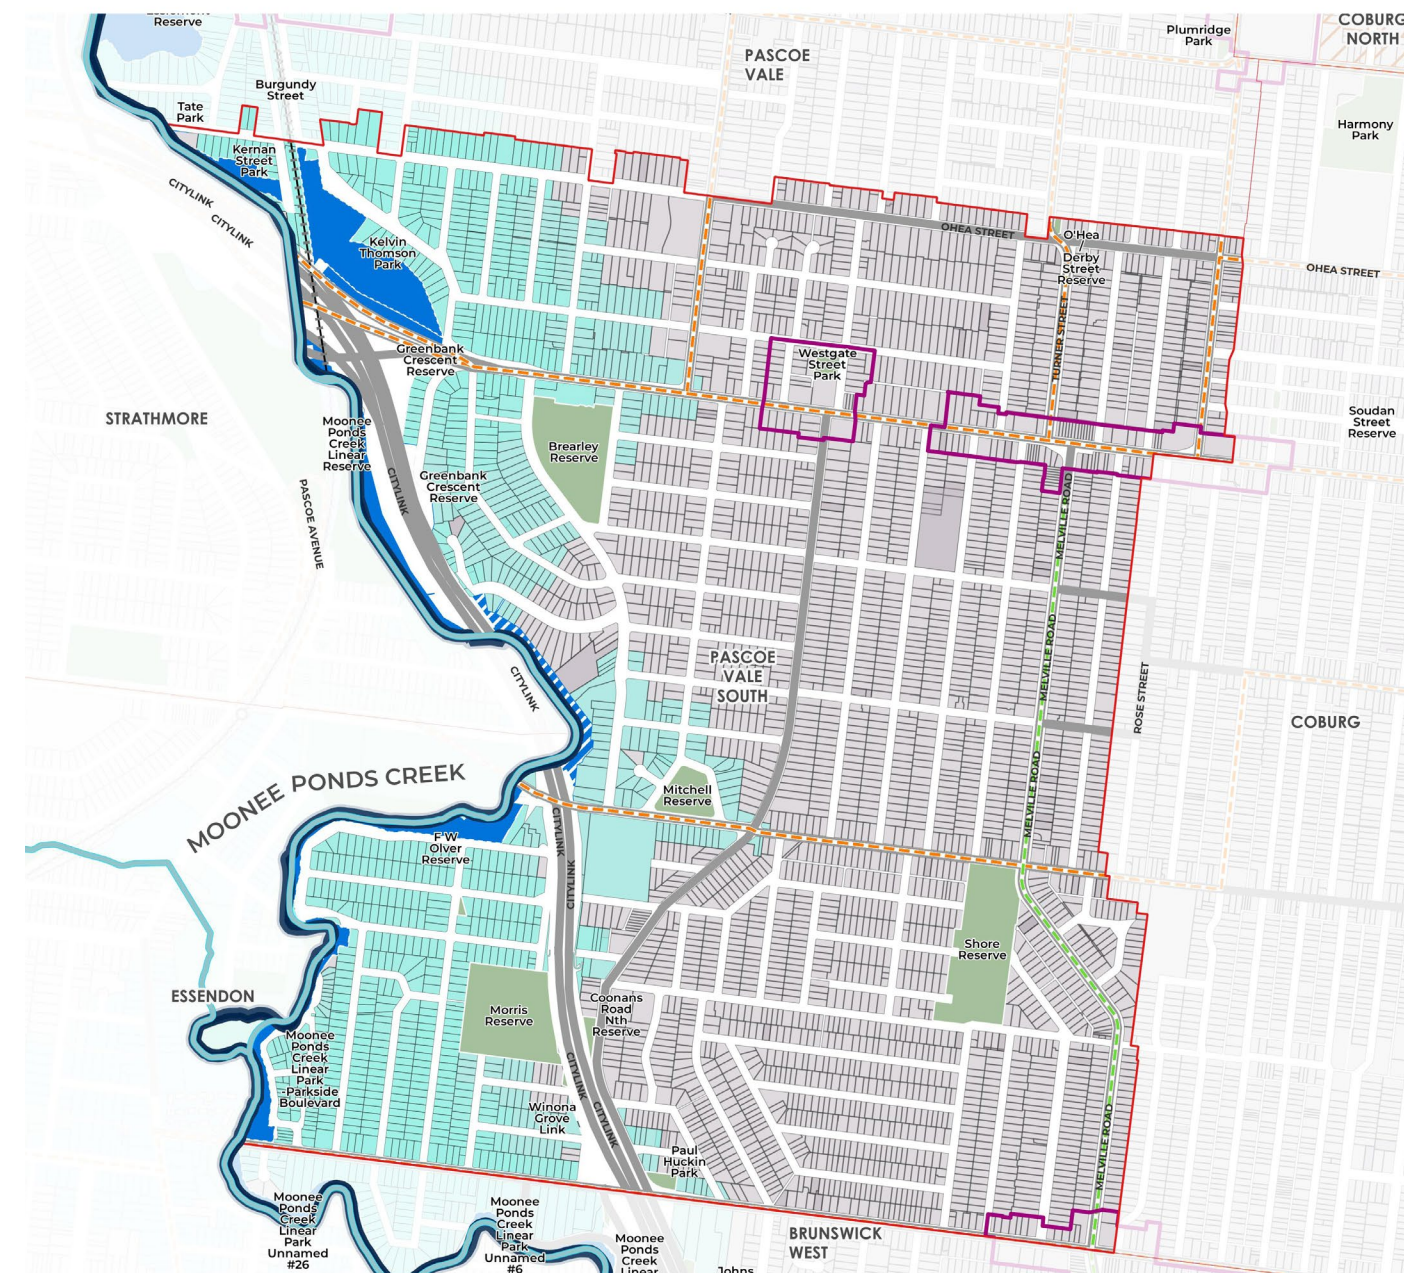 Reserve
Plumridge
Park
COBURG
NORTH
PASCOE
VALE
Burgundy
Street
Tate
Park
Harmony
Park
Kernan
Street
Park
CITYLINK
CITYLINK
Kelvin
Thomson
Park
OHEA STREET
O'Hea
/
Derby
Street
Reserve
OHEA STREET
TURNER STREET
Greenbank
Crescent
Reserve
Westgate
Street
Park
STRATHMORE
Moonee
Ponds
Creek
Linear
Reserve
Soudan
Street
Reserve
Brearley
Reserve
Greenbank
Crescent
Reserve
CITYLINK
PASCOE AVENUE
MELVILLE ROAD
MELVILLE ROAD
PASCOE
VALE
SOUTH
CITYLINK
ROSE STREET
COBURG
MOONEE PONDS CREEK
Mitchell
Reserve
MELVILLE ROAD
F W
Olver
Reserve
CITYLINK
CITYLINK
Shore
Reserve
ESSENDON
Morris
Reserve
Coonans
Road
Nth
Reserve
Moonee
Ponds
Creek
Linear
Park
-Parkside
Boulevard
CITYLINK
CITYLINK
Winona
Grove
Link
MELVILLE ROAD
Paul
Huckin
Park
Moonee
Ponds
Creek
Linear
Park
Unnamed
#26
Moonee
Ponds
Creek
Linear
Park
Unnamed
#6
Moonee
Ponds
Creek
Linear
BRUNSWICK
WEST
Johns